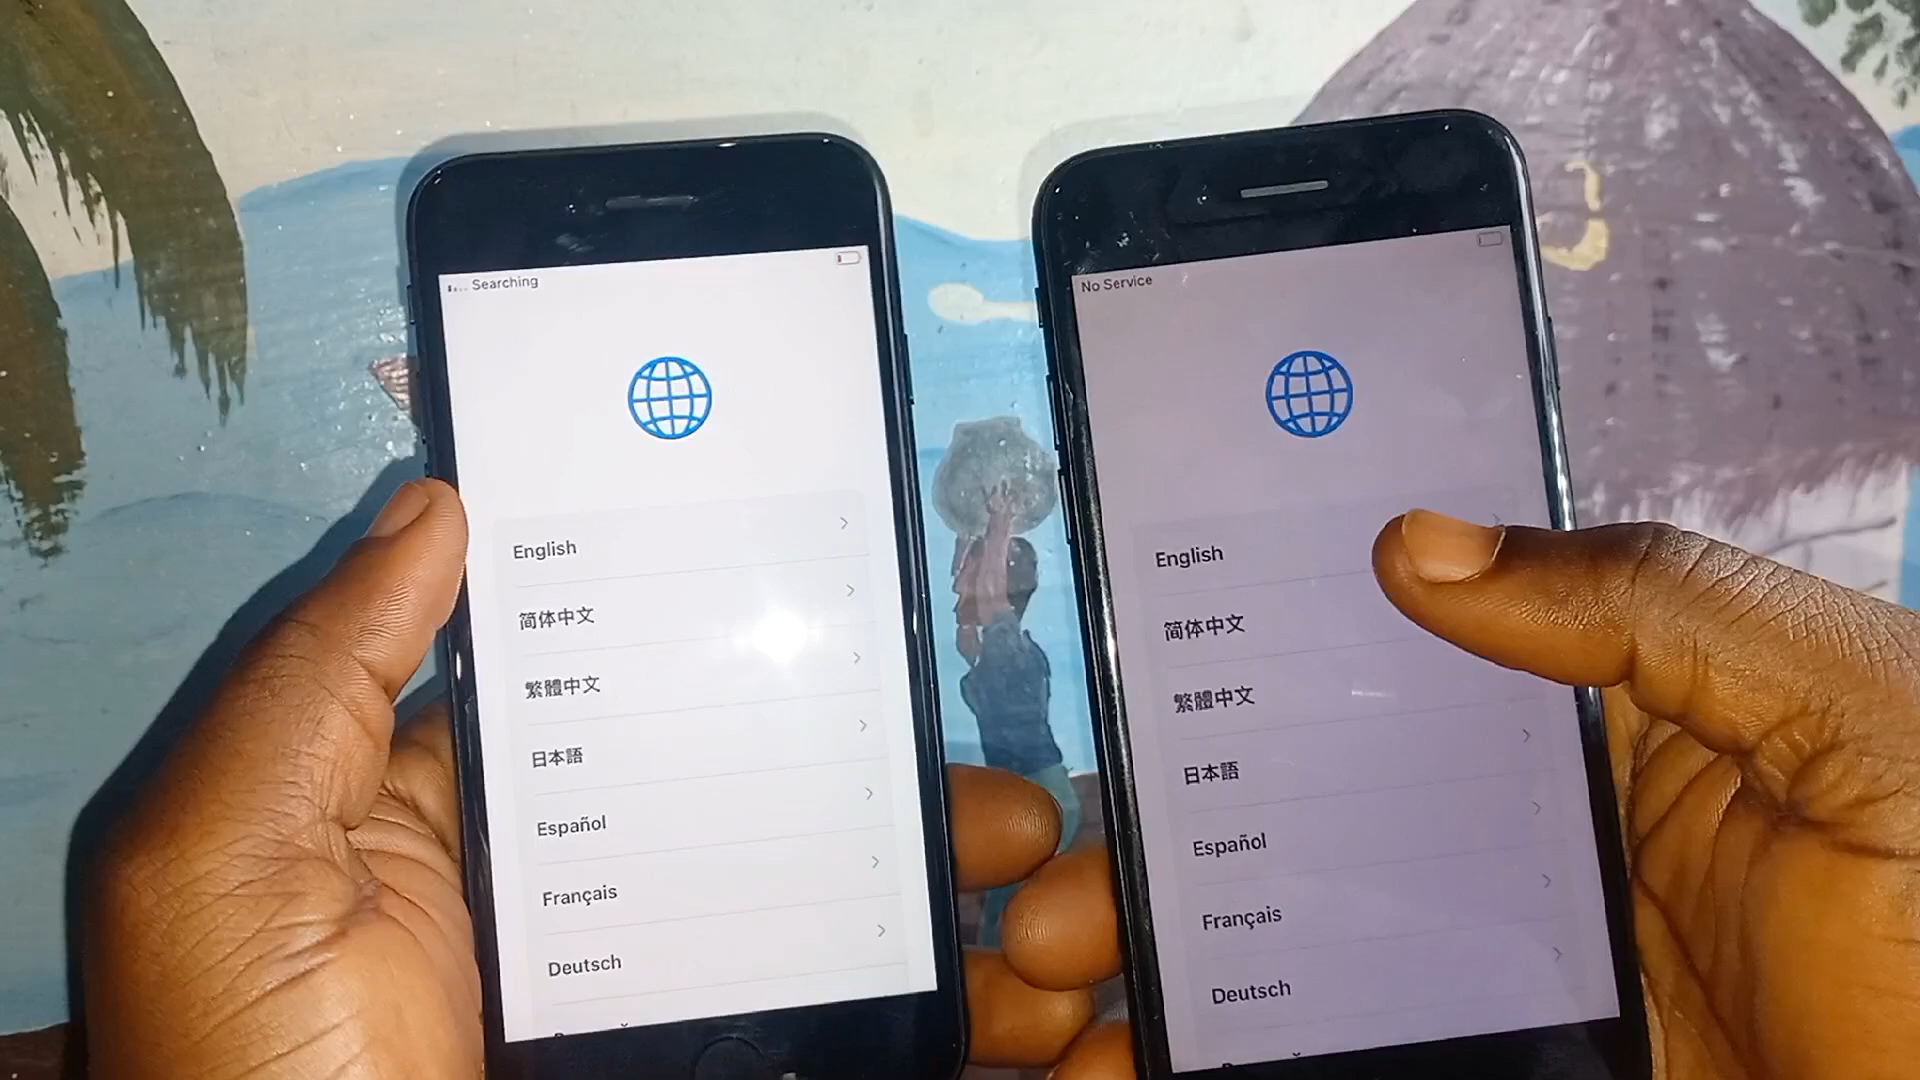 Searching
English
简体中文
繁體中文
日本語
Español
Français
Deutsch
No Service
English
简体中文
繁體中文
日本語
Español
Français
Deutsch